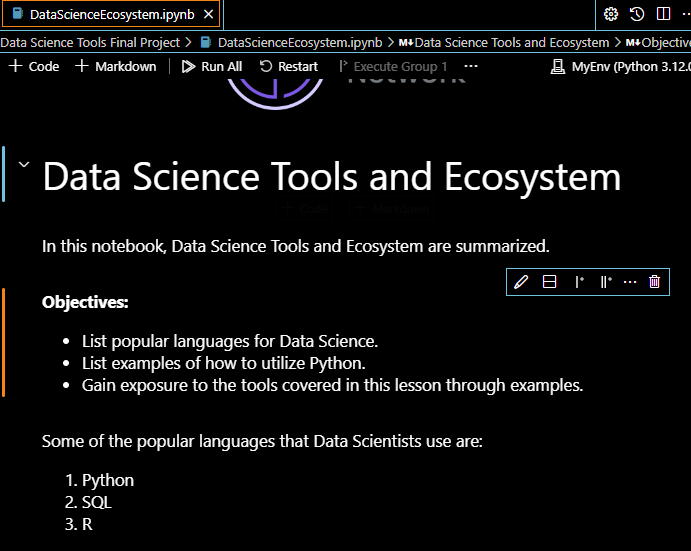 DataScienceEcosystem.ipynb
Data Science Tools Final Project > DataScienceEcosystem.ipynb > M↓Data Science Tools and Ecosystem > M↓Objective
+ Code + Markdown | Run All Restart Execute Group 1 ... MyEnv (Python 3.12.0
Network
Data Science Tools and Ecosystem
+ Code + Markdown
In this notebook, Data Science Tools and Ecosystem are summarized.
Objectives:
• List popular languages for Data Science.
• List examples of how to utilize Python.
• Gain exposure to the tools covered in this lesson through examples.
Some of the popular languages that Data Scientists use are:
1. Python
2. SQL
3. R